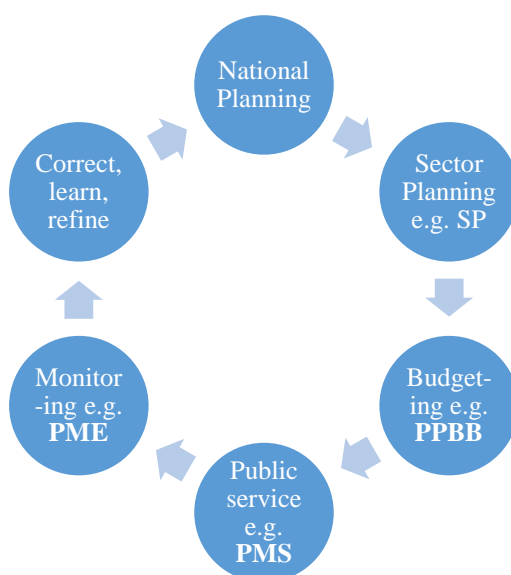 National
Planning
Sector
Planning
e.g. SP
Budget-
ing e.g.
PPBB
Public
service
e.g.
PMS
Monitor
-ing e.g.
PME
Correct,
learn,
refine